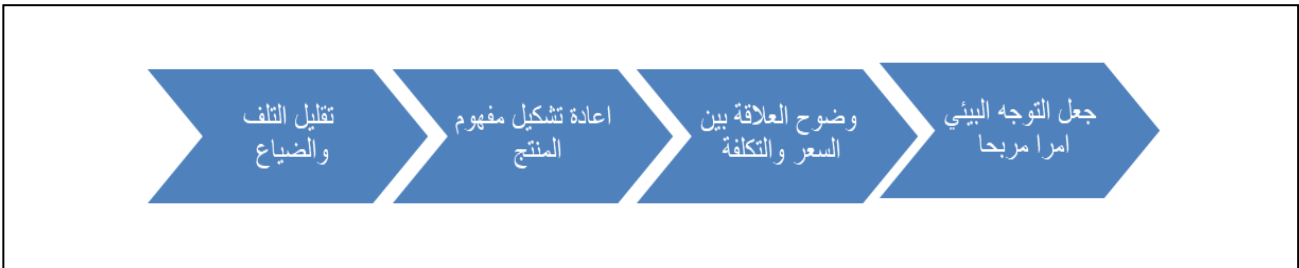 جعل التوجه البيئي
امرا مربحا
وضوح العلاقة بين
السعر والتكلفة
اعادة تشكيل مفهوم
المنتج
تقليل التلف
والضياع